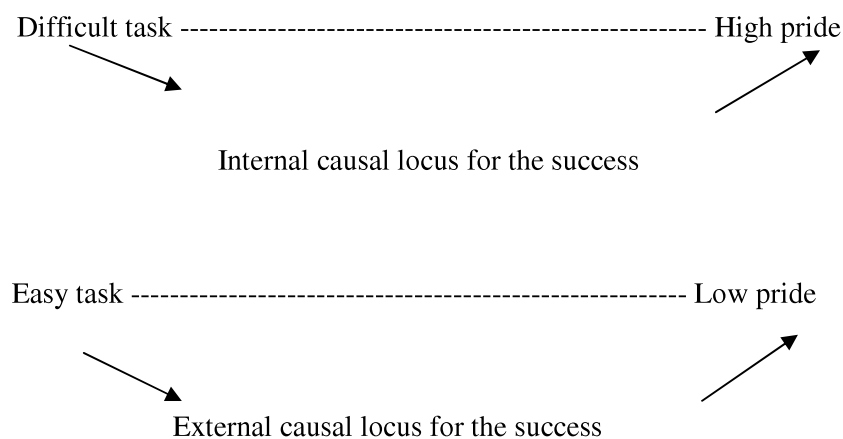 Difficult task ---------------------------------------------------- High pride
Internal causal locus for the success
Easy task ------------------------------------------------------- Low pride
External causal locus for the success